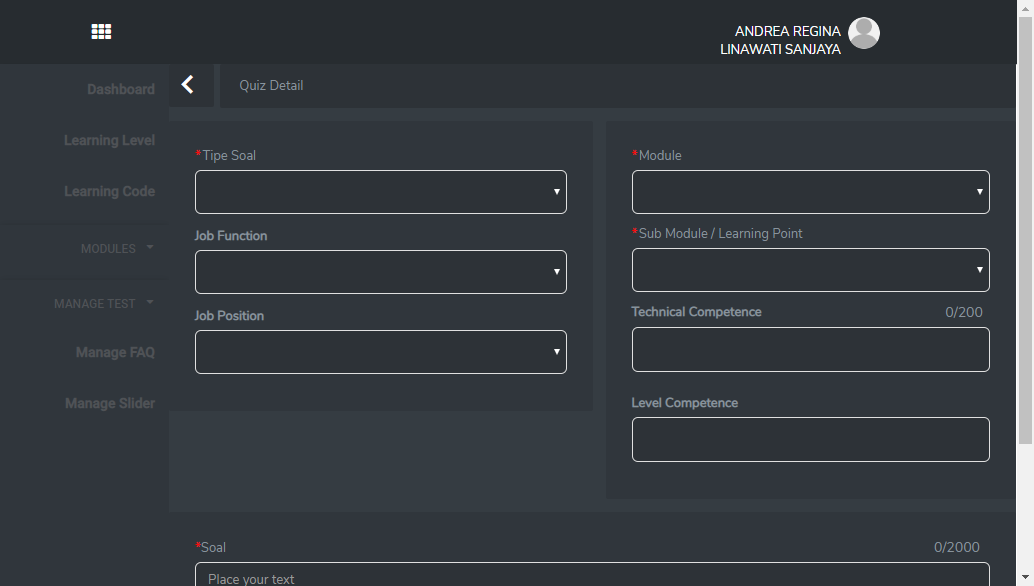 ANDREA REGINA
LINAWATI SANJAYA
Dashboard
Learning Level
Learning Code
MODULES
MANAGE TEST
Manage FAQ
Manage Slider
Quiz Detail
*Tipe Soal
Job Function
Job Position
*Module
*Sub Module / Learning Point
Technical Competence 0/200
Level Competence
*Soal 0/2000
Place your text